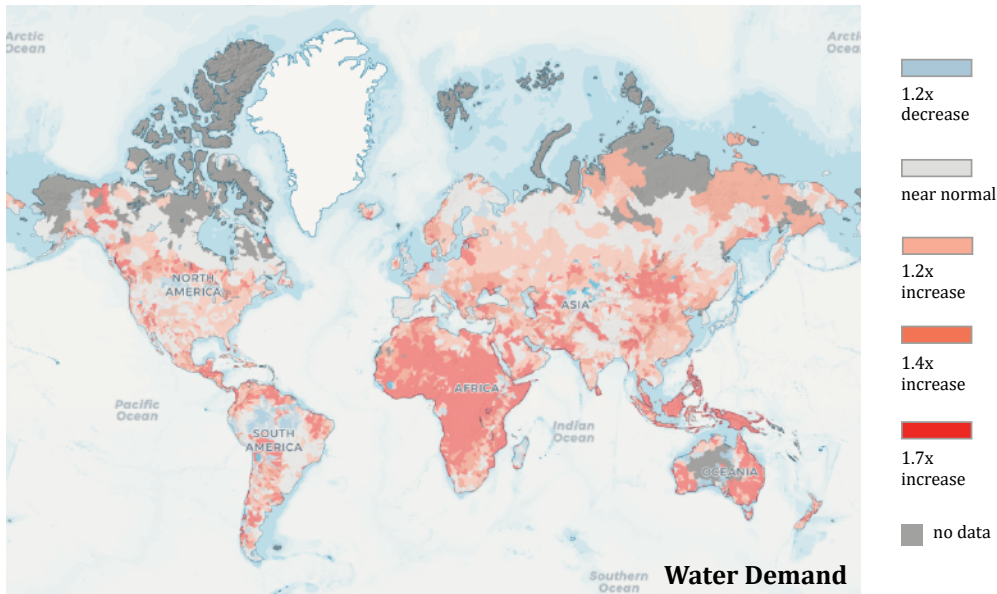 Arctic
Ocean
Arctic
Ocea
NORTH
AMERICA
ASIA
AFRICA
Pacific
Ocean
SOUTH
AMERICA
Indian
Ocean
OCEANIA
Southern
Ocean
Water Demand
1.2x
decrease
near normal
1.2x
increase
1.4x
increase
1.7x
increase
no data